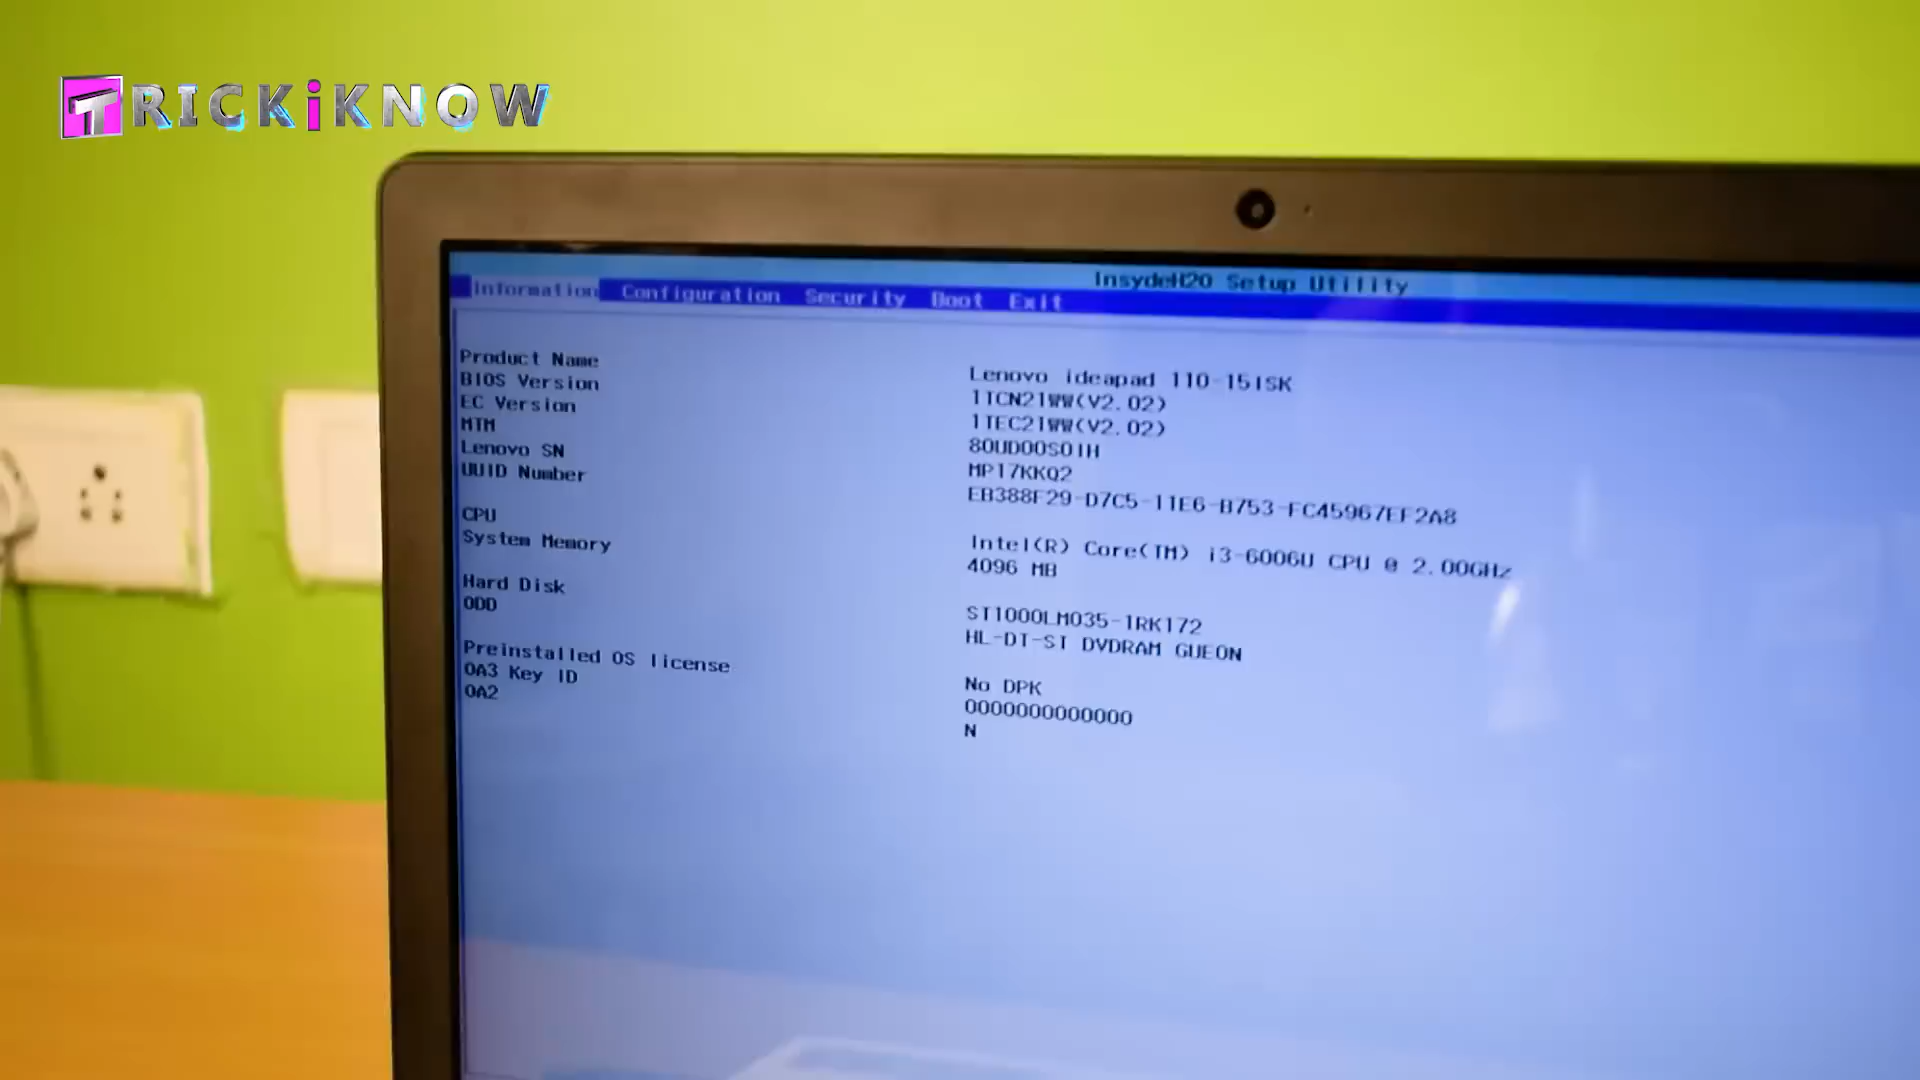 TRICKiKNOW
InsydeH20 Setup Utility
Information Configuration Security Boot Exit
Product Name Lenovo ideapad 110-15ISK
BIOS Version 1TCN21WW(V2.02)
EC Version 1TEC21WW(V2.02)
MTM 80UD00S0IH
Lenovo SN MP17KKQ2
UUID Number EB388F29-D7C5-11E6-B753-FC45967EF2A8
CPU Intel(R) Core(TM) i3-6006U CPU @ 2.00GHz
System Memory 4096 MB
Hard Disk ST1000LM035-1RK172
ODD HL-DT-ST DVDRAM GUE0N
Preinstalled OS license No DPK
OA3 Key ID 0000000000000
OA2 N